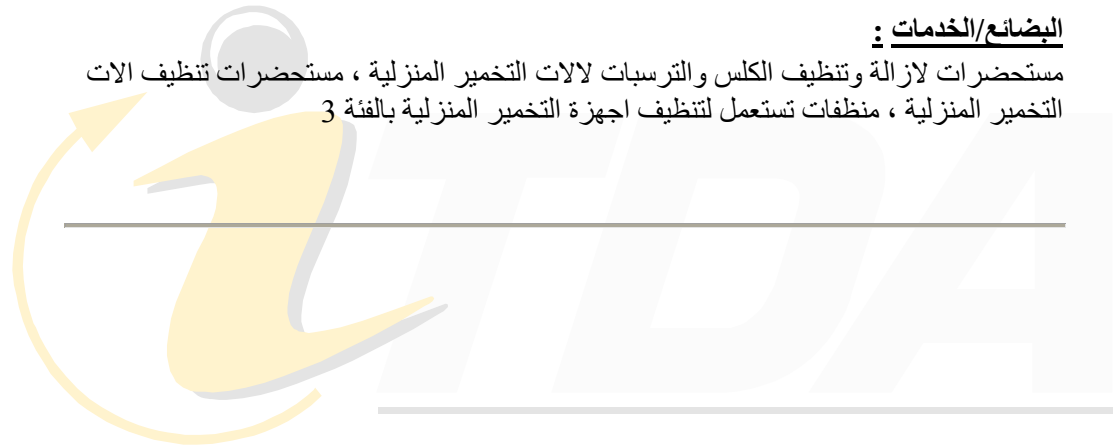 البضائع/الخدمات :
مستحضرات لازالة وتنظيف الكلس والترسبات لالات التخمير المنزلية ، مستحضرات تنظيف الات
التخمير المنزلية ، منظفات تستعمل لتنظيف اجهزة التخمير المنزلية بالفئة 3
iTDA